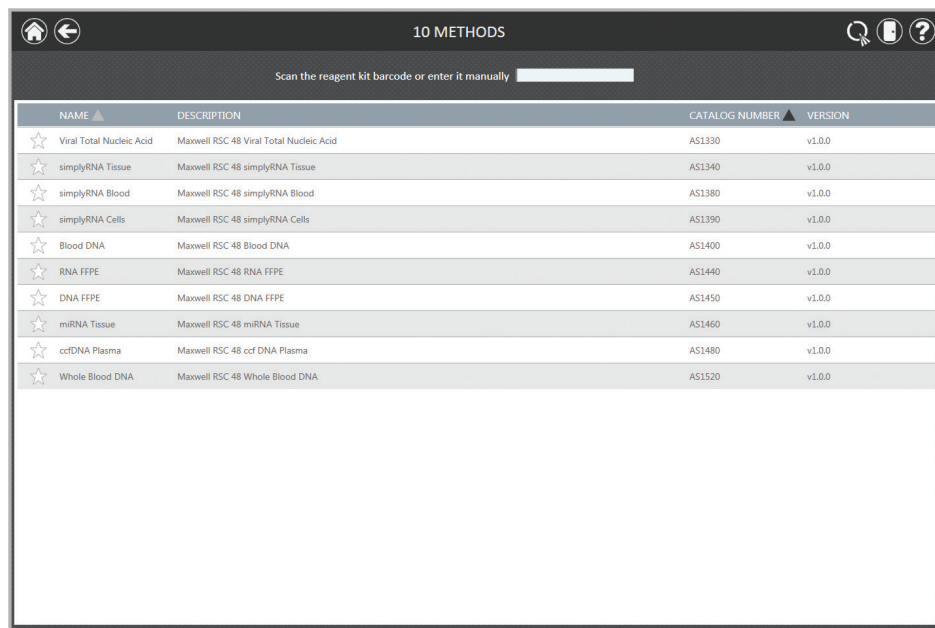 10 METHODS
?
Scan the reagent kit barcode or enter it manually
NAME DESCRIPTION CATALOG NUMBER VERSION
Viral Total Nucleic Acid Maxwell RSC 48 Viral Total Nucleic Acid AS1330 v1.0.0
simplyRNA Tissue Maxwell RSC 48 simplyRNA Tissue AS1340 v1.0.0
simplyRNA Blood Maxwell RSC 48 simplyRNA Blood AS1380 v1.0.0
simplyRNA Cells Maxwell RSC 48 simplyRNA Cells AS1390 v1.0.0
Blood DNA Maxwell RSC 48 Blood DNA AS1400 v1.0.0
RNA FFPE Maxwell RSC 48 RNA FFPE AS1440 v1.0.0
DNA FFPE Maxwell RSC 48 DNA FFPE AS1450 v1.0.0
miRNA Tissue Maxwell RSC 48 miRNA Tissue AS1460 v1.0.0
ccfDNA Plasma Maxwell RSC 48 ccf DNA Plasma AS1480 v1.0.0
Whole Blood DNA Maxwell RSC 48 Whole Blood DNA AS1520 v1.0.0